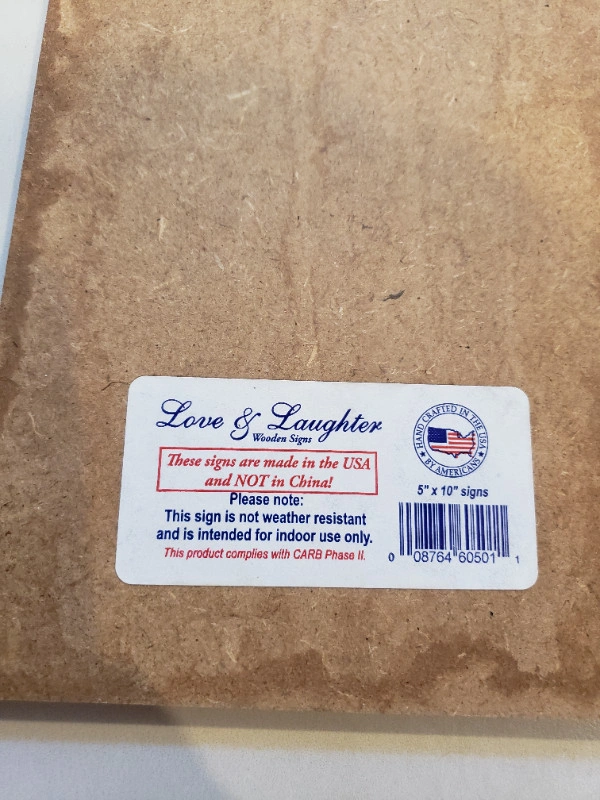 Love & Laughter
Wooden Signs
These signs are made in the USA
and NOT in China!
Please note:
This sign is not weather resistant
and is intended for indoor use only.
This product complies with CARB Phase II.
HAND CRAFTED IN THE USA
★ BY AMERICANS ★
5" x 10" signs
0 08764 60501 1